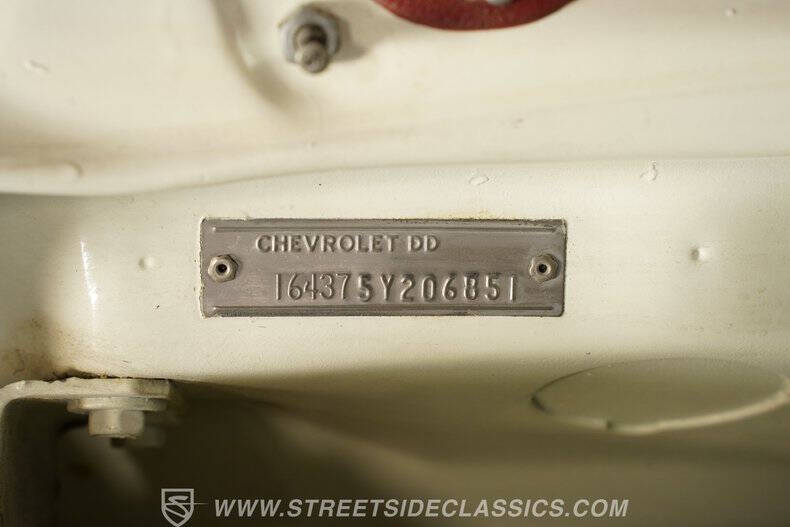 CHEVROLET DD
164375Y206851
WWW.STREETSIDECLASSICS.COM